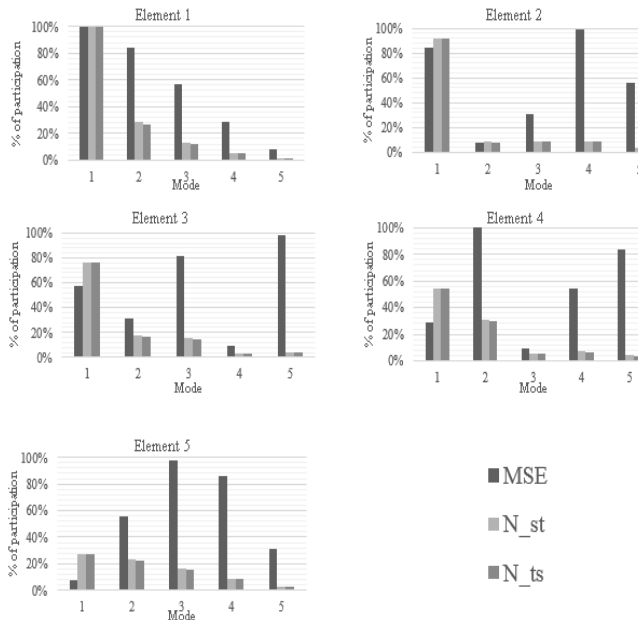 Element 1
% of participation
100%
80%
60%
40%
20%
0%
1 2 3 4 5
Mode
Element 2
% of participation
100%
80%
60%
40%
20%
0%
1 2 3 4 5
Mode
Element 3
% of participation
100%
80%
60%
40%
20%
0%
1 2 3 4 5
Mode
Element 4
% of participation
100%
80%
60%
40%
20%
0%
1 2 3 4 5
Mode
Element 5
% of participation
100%
80%
60%
40%
20%
0%
1 2 3 4 5
Mode
MSE
N_st
N_ts